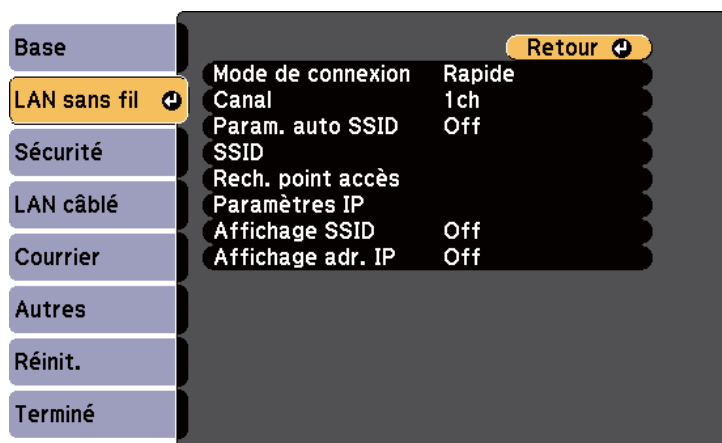 Base
LAN sans fil
Sécurité
LAN câblé
Courrier
Autres
Réinit.
Terminé
Retour
Mode de connexion Rapide
Canal 1ch
Param. auto SSID Off
SSID
Rech. point accès
Paramètres IP
Affichage SSID Off
Affichage adr. IP Off